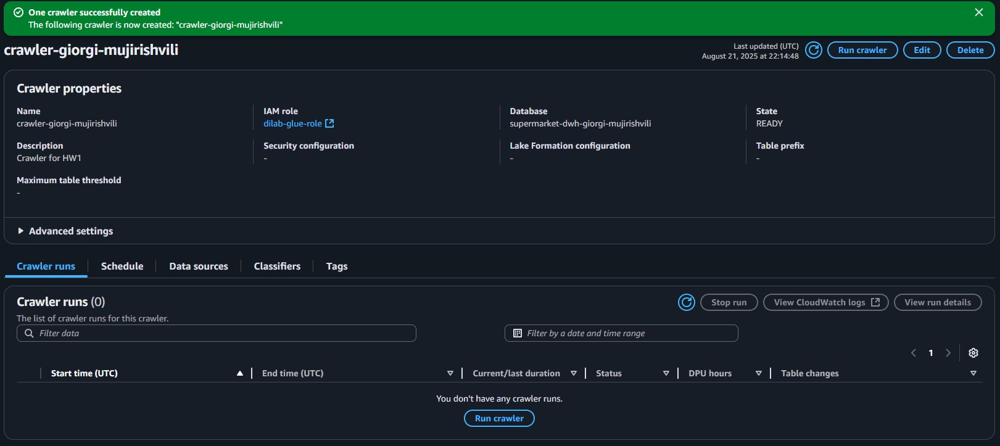 One crawler successfully created
The following crawler is now created: "crawler-giorgi-mujirishvili"
crawler-giorgi-mujirishvili
Last updated (UTC)
August 21, 2025 at 22:14:48
Run crawler
Edit
Delete
Crawler properties
Name
crawler-giorgi-mujirishvili
IAM role
dilab-glue-role
Database
supermarket-dwh-giorgi-mujirishvili
State
READY
Description
Crawler for HW1
Security configuration
-
Lake Formation configuration
-
Table prefix
-
Maximum table threshold
-
Advanced settings
Crawler runs
Schedule
Data sources
Classifiers
Tags
Crawler runs (0)
The list of crawler runs for this crawler.
Stop run
View CloudWatch logs
View run details
Filter data
Filter by a date and time range
1
Start time (UTC)
End time (UTC)
Current/last duration
Status
DPU hours
Table changes
You don't have any crawler runs.
Run crawler